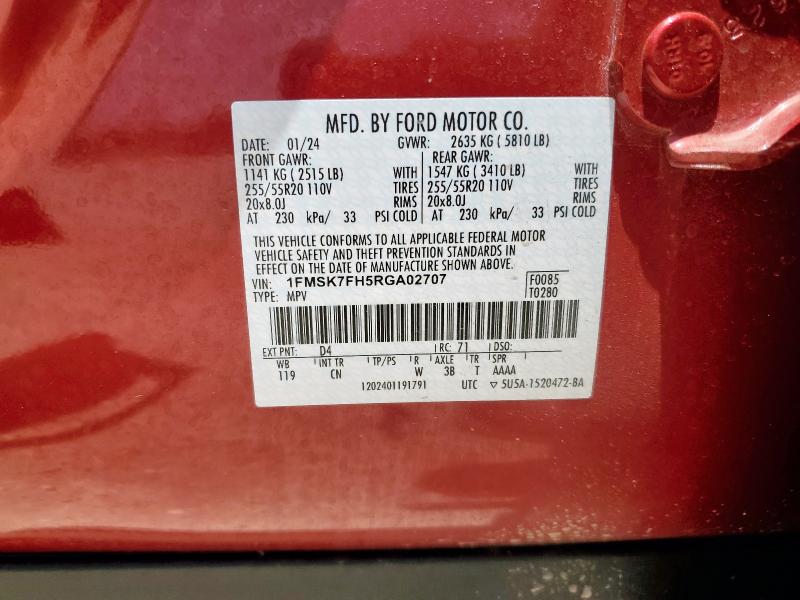 MFD. BY FORD MOTOR CO.
DATE: 01/24 GVWR: 2635 KG ( 5810 LB)
FRONT GAWR: REAR GAWR:
1141 KG ( 2515 LB) WITH 1547 KG ( 3410 LB) WITH
255/55R20 110V TIRES 255/55R20 110V TIRES
20x8.0J RIMS 20x8.0J RIMS
AT 230 kPa/ 33 PSI COLD AT 230 kPa/ 33 PSI COLD
THIS VEHICLE CONFORMS TO ALL APPLICABLE FEDERAL MOTOR
VEHICLE SAFETY AND THEFT PREVENTION STANDARDS IN
EFFECT ON THE DATE OF MANUFACTURE SHOWN ABOVE.
VIN: 1FMSK7FH5RGA02707 F0085
TYPE: MPV T0280
EXT PNT: D4 RC: 71 DSO:
WB INT TR TP/PS R AXLE TR SPR
119 CN W 3B T AAAA
1202401191791 UTC ▽ 5U5A-1520472-BA